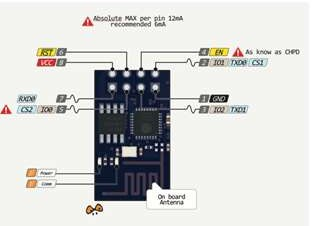 Absolute MAX per pin 12mA
recommended 6mA
RST 6
VCC 8
4 EN As know as CHPD
2 IO1 TXD0 CS1
RXD0 7
CS2 IO0 5
1 GND
3 IO2 TXD1
Power
Comm
On board
Antenna